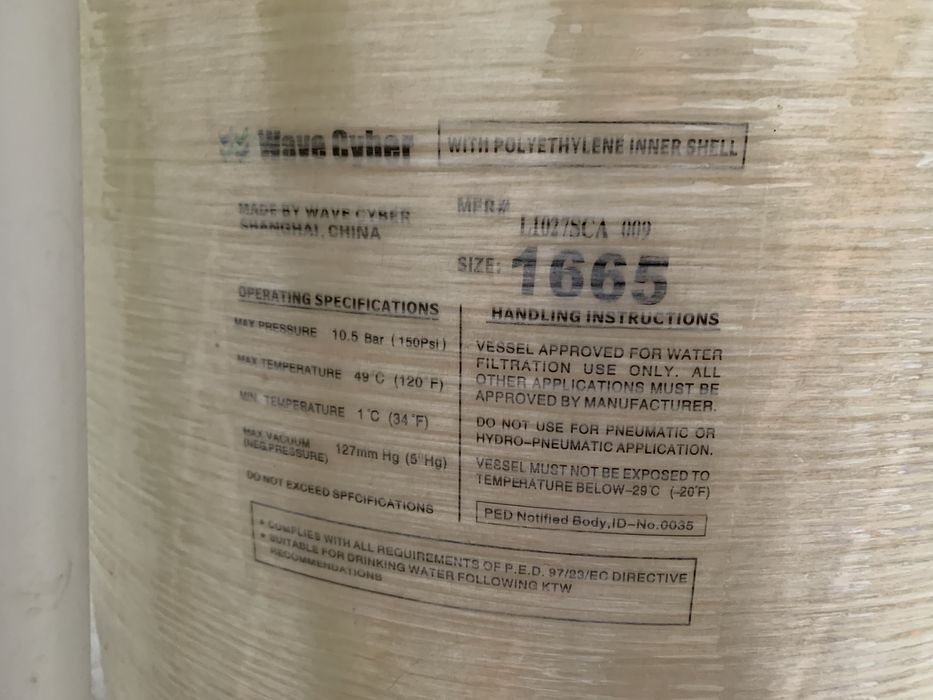 Wave Cyber
WITH POLYETHYLENE INNER SHELL
MADE BY WAVE CYBER
SHANGHAI, CHINA
MFR#
L1027SCA 009
SIZE: 1665
OPERATING SPECIFICATIONS
MAX PRESSURE 10.5 Bar (150Psi)
MAX TEMPERATURE 49°C (120°F)
MIN. TEMPERATURE 1°C (34°F)
MAX VACUUM
(NEG.PRESSURE) 127mm Hg (5"Hg)
DO NOT EXCEED SPECIFICATIONS
HANDLING INSTRUCTIONS
VESSEL APPROVED FOR WATER
FILTRATION USE ONLY. ALL
OTHER APPLICATIONS MUST BE
APPROVED BY MANUFACTURER.
DO NOT USE FOR PNEUMATIC OR
HYDRO-PNEUMATIC APPLICATION.
VESSEL MUST NOT BE EXPOSED TO
TEMPERATURE BELOW-29°C (-20°F)
PED Notified Body,ID-No.0035
* COMPLIES WITH ALL REQUIREMENTS OF P.E.D. 97/23/EC DIRECTIVE
* SUITABLE FOR DRINKING WATER FOLLOWING KTW
RECOMMENDATIONS